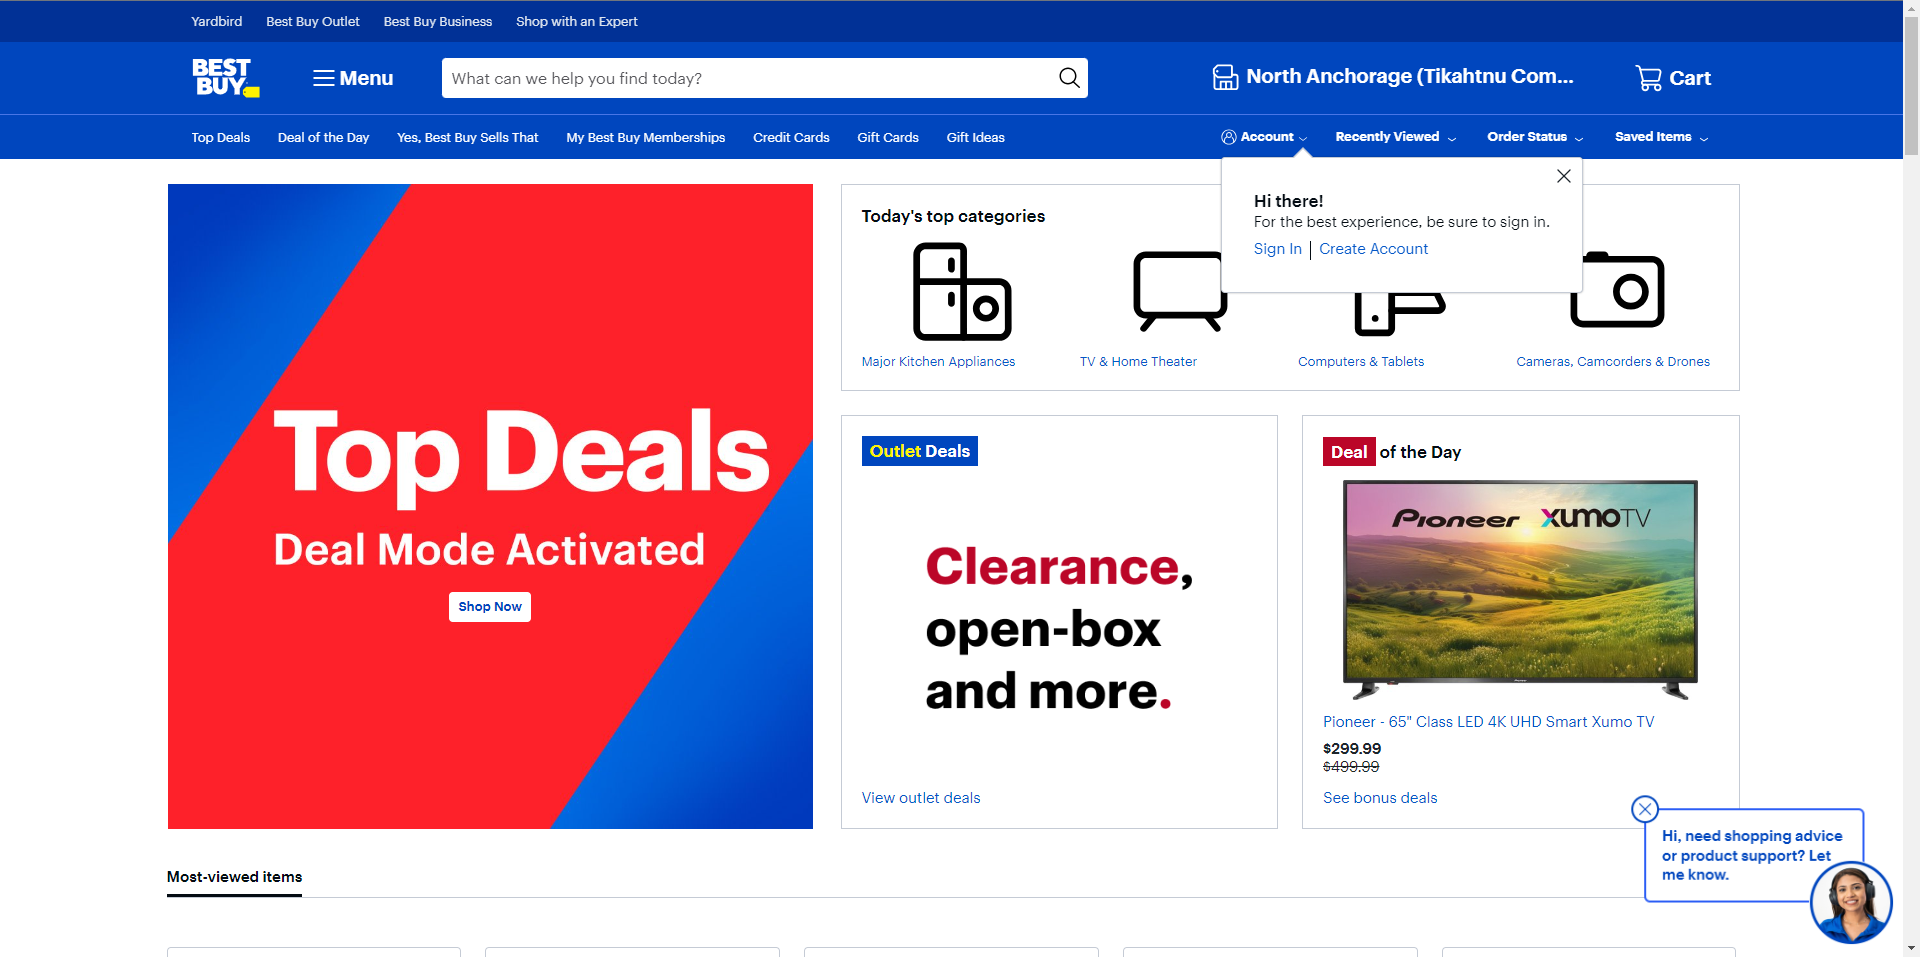 Yardbird
Best Buy Outlet
Best Buy Business
Shop with an Expert
BEST
BUY
Menu
What can we help you find today?
North Anchorage (Tikahtnu Com...
Cart
Top Deals
Deal of the Day
Yes, Best Buy Sells That
My Best Buy Memberships
Credit Cards
Gift Cards
Gift Ideas
Account
Recently Viewed
Order Status
Saved Items
Hi there!
For the best experience, be sure to sign in.
Sign In | Create Account
Top Deals
Deal Mode Activated
Shop Now
Today's top categories
Major Kitchen Appliances
TV & Home Theater
Computers & Tablets
Cameras, Camcorders & Drones
Outlet Deals
Clearance,
open-box
and more.
View outlet deals
Deal of the Day
Pioneer xumo TV
Pioneer - 65" Class LED 4K UHD Smart Xumo TV
$299.99
$499.99
See bonus deals
Hi, need shopping advice
or product support? Let
me know.
Most-viewed items